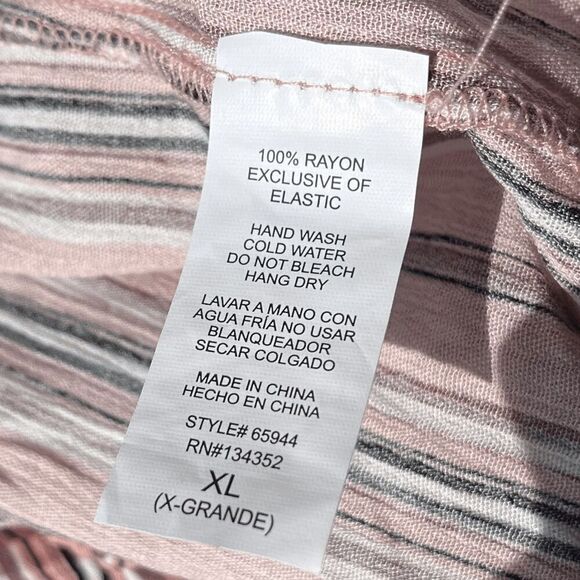 100% RAYON
EXCLUSIVE OF
ELASTIC
HAND WASH
COLD WATER
DO NOT BLEACH
HANG DRY
LAVAR A MANO CON
AGUA FRÍA NO USAR
BLANQUEADOR
SECAR COLGADO
MADE IN CHINA
HECHO EN CHINA
STYLE# 65944
RN#134352
XL
(X-GRANDE)